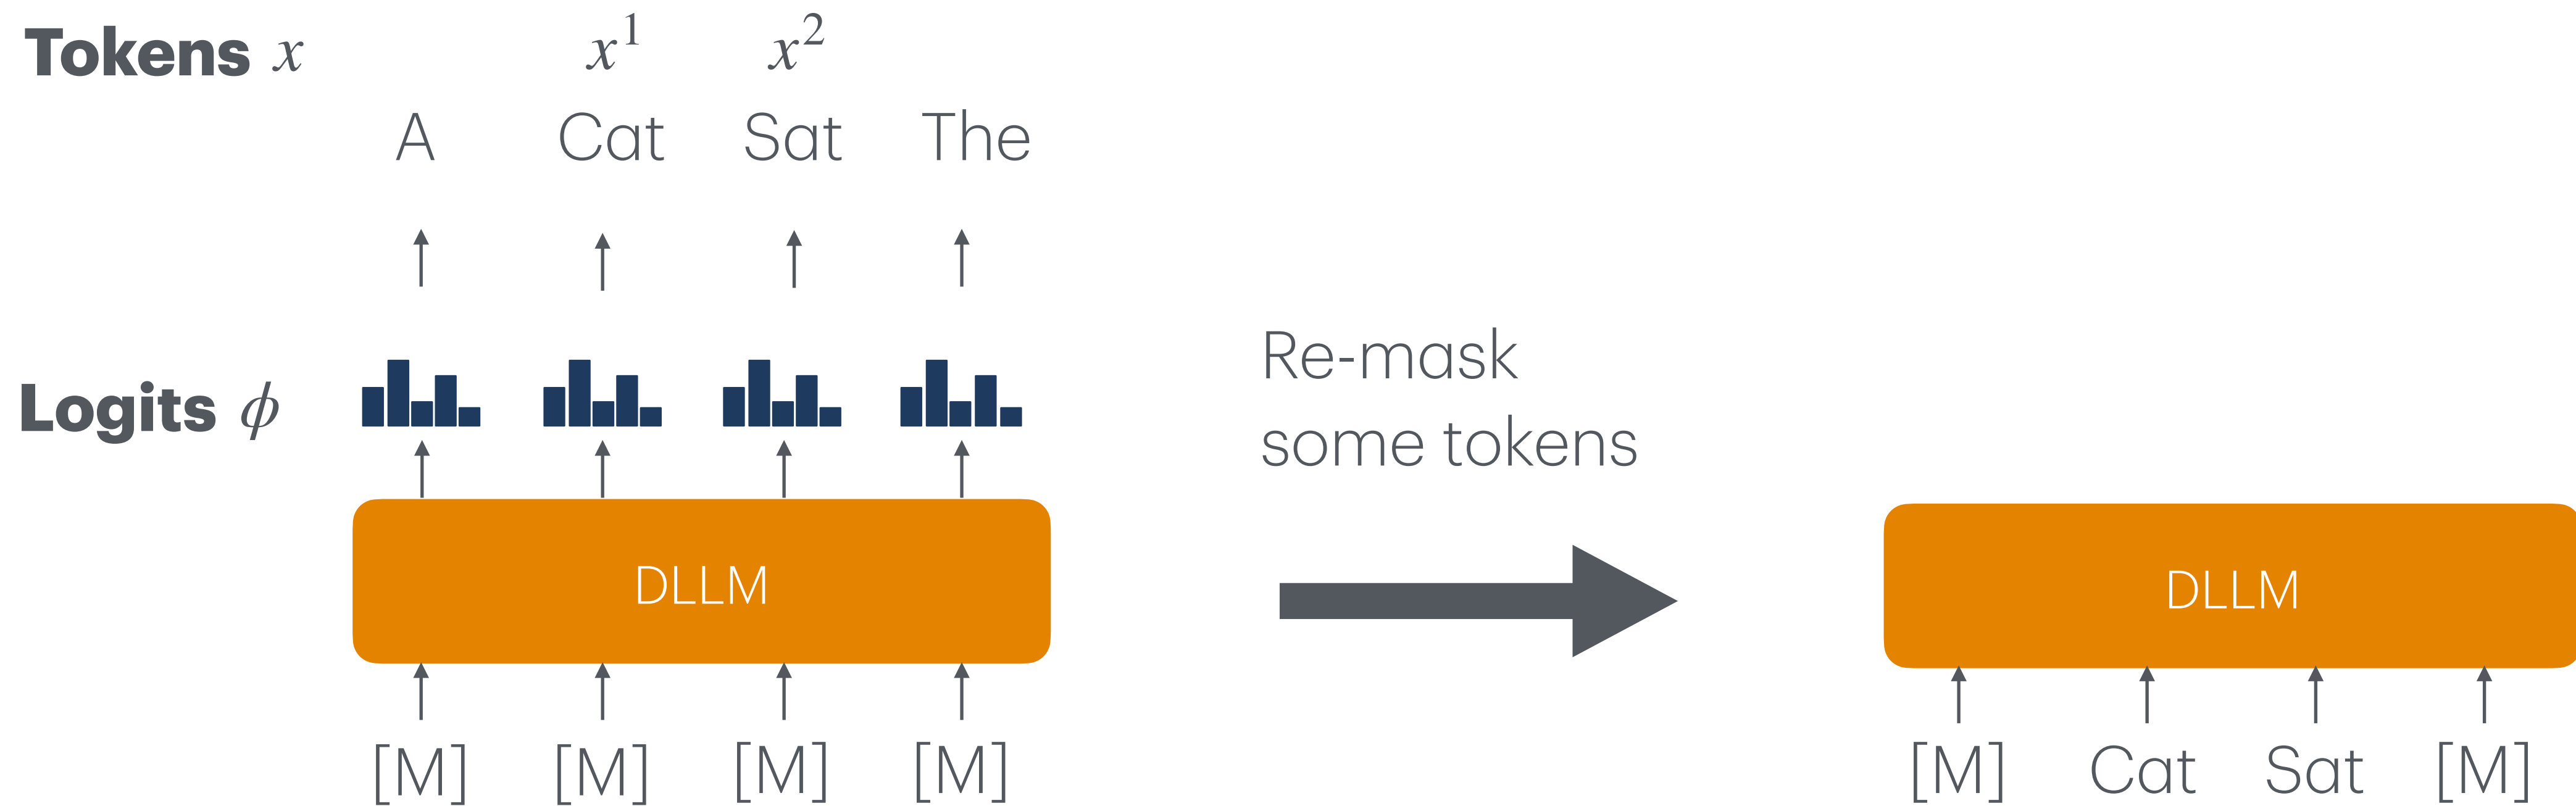 Tokens x
x¹ x²
A Cat Sat The
Logits ϕ
Re-mask
some tokens
DLLM
DLLM
[M] [M] [M] [M]
[M] Cat Sat [M]